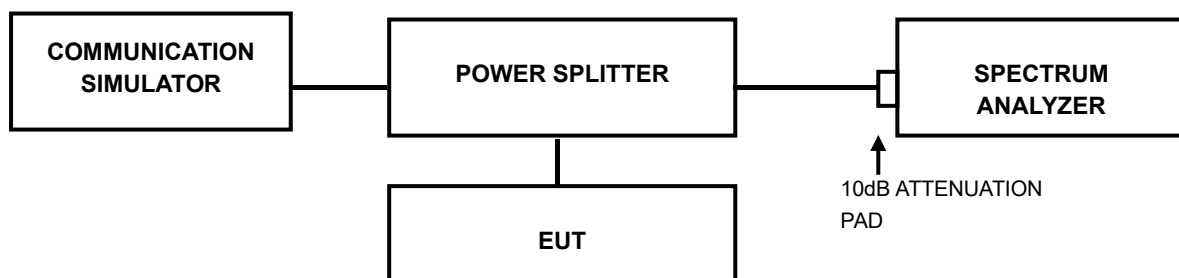 COMMUNICATION
SIMULATOR
POWER SPLITTER
SPECTRUM
ANALYZER
10dB ATTENUATION
PAD
EUT